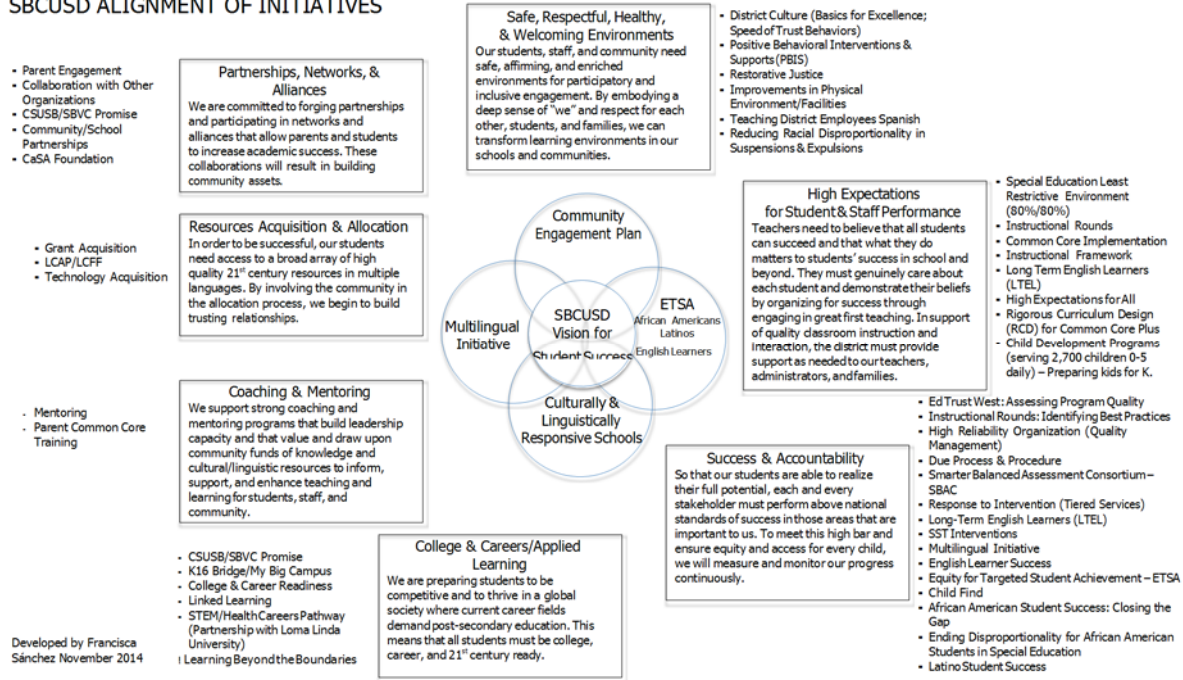 SBCUSD ALIGNMENT OF INITIATIVES
▪ Parent Engagement
▪ Collaboration with Other
Organizations
▪ CSUSB/SBVC Promise
▪ Community/School
Partnerships
▪ CaSA Foundation
Partnerships, Networks, &
Alliances
We are committed to forging partnerships
and participating in networks and
alliances that allow parents and students
to increase academic success. These
collaborations will result in building
community assets.
Safe, Respectful, Healthy,
& Welcoming Environments
Our students, staff, and community need
safe, affirming, and enriched
environments for participatory and
inclusive engagement. By embodying a
deep sense of "we" and respect for each
other, students, and families, we can
transform learning environments in our
schools and communities.
▪ District Culture (Basics for Excellence;
Speed of Trust Behaviors)
▪ Positive Behavioral Interventions &
Supports (PBIS)
▪ Restorative Justice
▪ Improvements in Physical
Environment/Facilities
▪ Teaching District Employees Spanish
▪ Reducing Racial Disproportionality in
Suspensions & Expulsions
▪ Grant Acquisition
▪ LCAP/LCFF
▪ Technology Acquisition
Resources Acquisition & Allocation
In order to be successful, our students
need access to a broad array of high
quality 21st century resources in multiple
languages. By involving the community in
the allocation process, we begin to build
trusting relationships.
Community
Engagement Plan
Multilingual
Initiative
SBCUSD
Vision for
Student Success
ETSA
African Americans
Latinos
English Learners
Culturally &
Linguistically
Responsive Schools
High Expectations
for Student & Staff Performance
Teachers need to believe that all students
can succeed and that what they do
matters to students' success in school and
beyond. They must genuinely care about
each student and demonstrate their beliefs
by organizing for success through
engaging in great first teaching. In support
of quality classroom instruction and
interaction, the district must provide
support as needed to our teachers,
administrators, and families.
▪ Special Education Least
Restrictive Environment
(80%/80%)
▪ Instructional Rounds
▪ Common Core Implementation
▪ Instructional Framework
▪ Long Term English Learners
(LTEL)
▪ High Expectations for All
▪ Rigorous Curriculum Design
(RCD) for Common Core Plus
- Child Development Programs
(serving 2,700 children 0-5
daily) – Preparing kids for K.
. Mentoring
. Parent Common Core
Training
Coaching & Mentoring
We support strong coaching and
mentoring programs that build leadership
capacity and that value and draw upon
community funds of knowledge and
cultural/linguistic resources to inform,
support, and enhance teaching and
learning for students, staff, and
community.
Success & Accountability
So that our students are able to realize
their full potential, each and every
stakeholder must perform above national
standards of success in those areas that are
important to us. To meet this high bar and
ensure equity and access for every child,
we will measure and monitor our progress
continuously.
▪ Ed Trust West: Assessing Program Quality
▪ Instructional Rounds: Identifying Best Practices
▪ High Reliability Organization (Quality
Management)
▪ Due Process & Procedure
▪ Smarter Balanced Assessment Consortium –
SBAC
▪ Response to Intervention (Tiered Services)
▪ Long-Term English Learners (LTEL)
▪ SST Interventions
▪ Multilingual Initiative
▪ English Learner Success
▪ Equity for Targeted Student Achievement – ETSA
▪ Child Find
▪ African American Student Success: Closing the
Gap
▪ Ending Disproportionality for African American
Students in Special Education
▪ Latino Student Success
▪ CSUSB/SBVC Promise
▪ K16 Bridge/My Big Campus
▪ College & Career Readiness
▪ Linked Learning
▪ STEM/Health Careers Pathway
(Partnership with Loma Linda
University)
! Learning Beyond the Boundaries
College & Careers/Applied
Learning
We are preparing students to be
competitive and to thrive in a global
society where current career fields
demand post-secondary education. This
means that all students must be college,
career, and 21st century ready.
Developed by Francisca
Sánchez November 2014